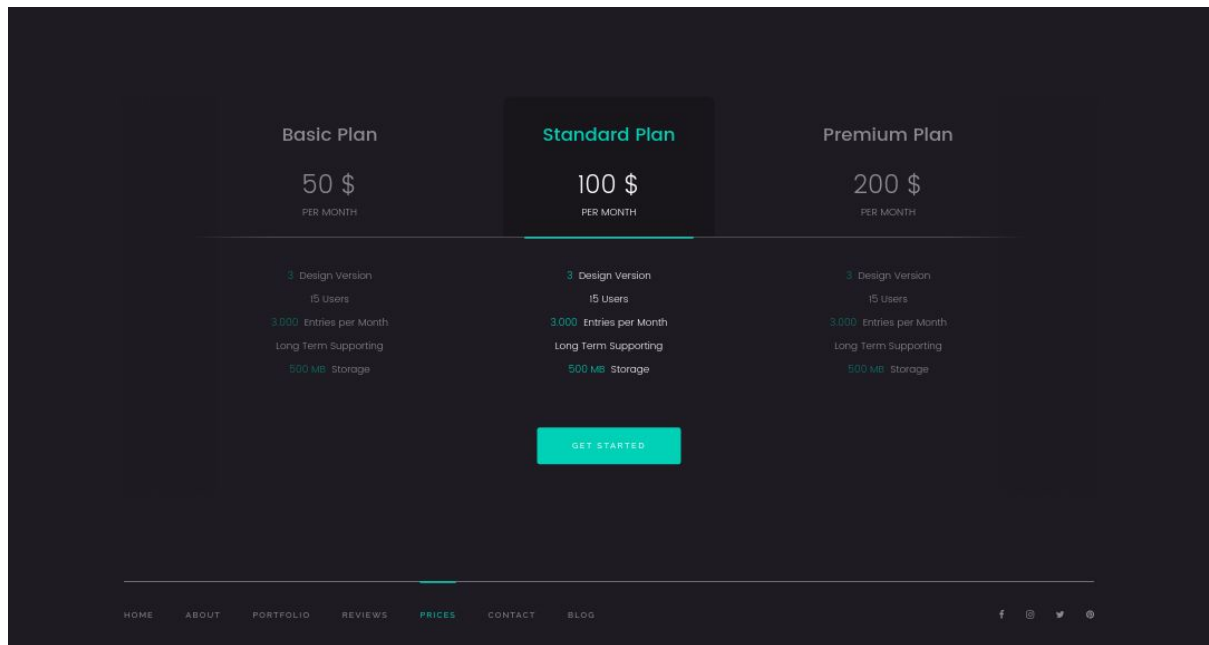 Basic Plan
50 $
PER MONTH
3 Design Version
15 Users
3.000 Entries per Month
Long Term Supporting
500 MB Storage
Standard Plan
100 $
PER MONTH
3 Design Version
15 Users
3.000 Entries per Month
Long Term Supporting
500 MB Storage
GET STARTED
Premium Plan
200 $
PER MONTH
3 Design Version
15 Users
3.000 Entries per Month
Long Term Supporting
500 MB Storage
HOME ABOUT PORTFOLIO REVIEWS PRICES CONTACT BLOG